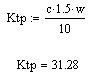 Ktp := c·1.5·w / 10
Ktp = 31.28